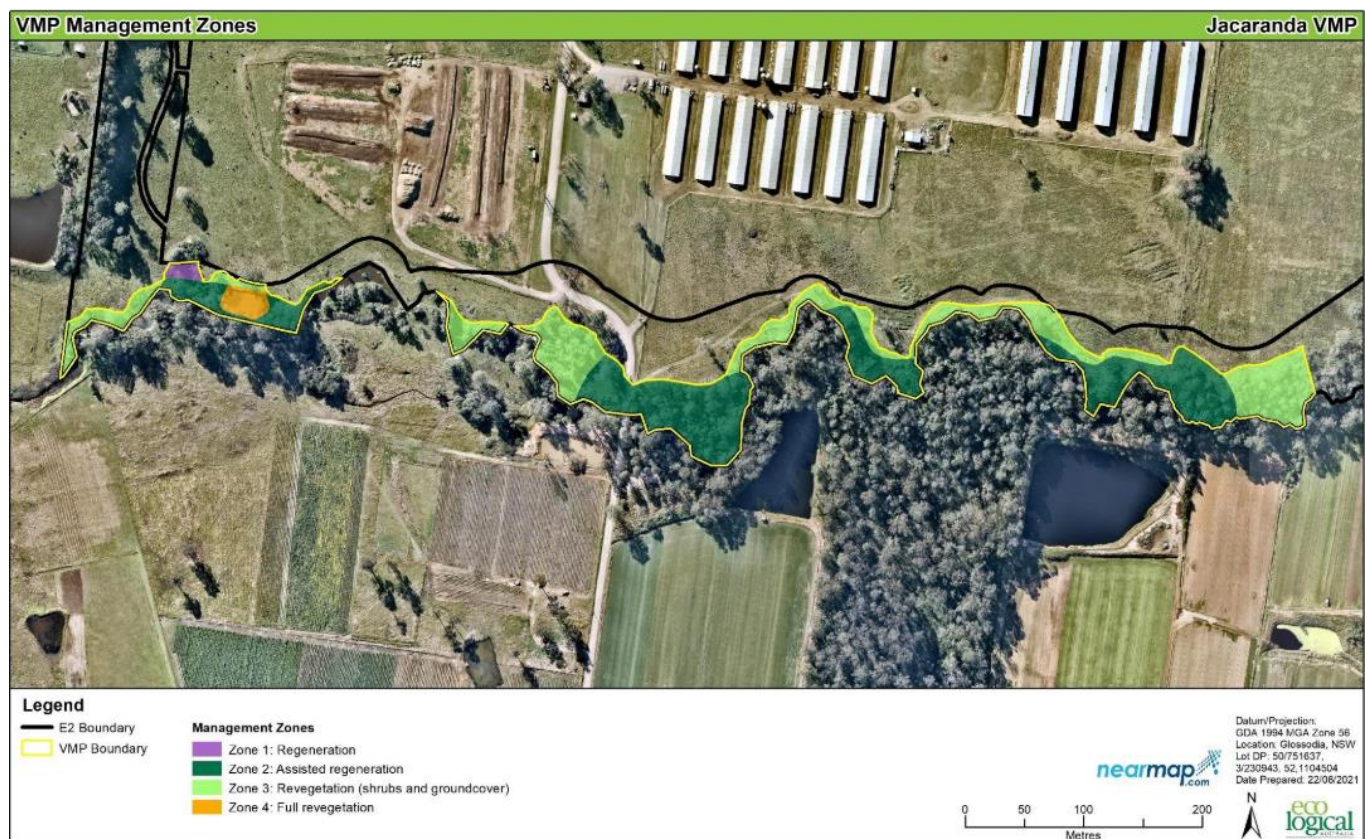 VMP Management Zones
Jacaranda VMP
Legend
E2 Boundary
VMP Boundary
Management Zones
Zone 1: Regeneration
Zone 2: Assisted regeneration
Zone 3: Revegetation (shrubs and groundcover)
Zone 4: Full revegetation
nearmap
.com
0 50 100 200
Metres
Datum/Projection:
GDA 1994 MGA Zone 56
Location: Glossodia, NSW
Lot DP: 50/751637,
3/230943, 52,1104504
Date Prepared: 22/06/2021
N
eco
logical
AUSTRALIA